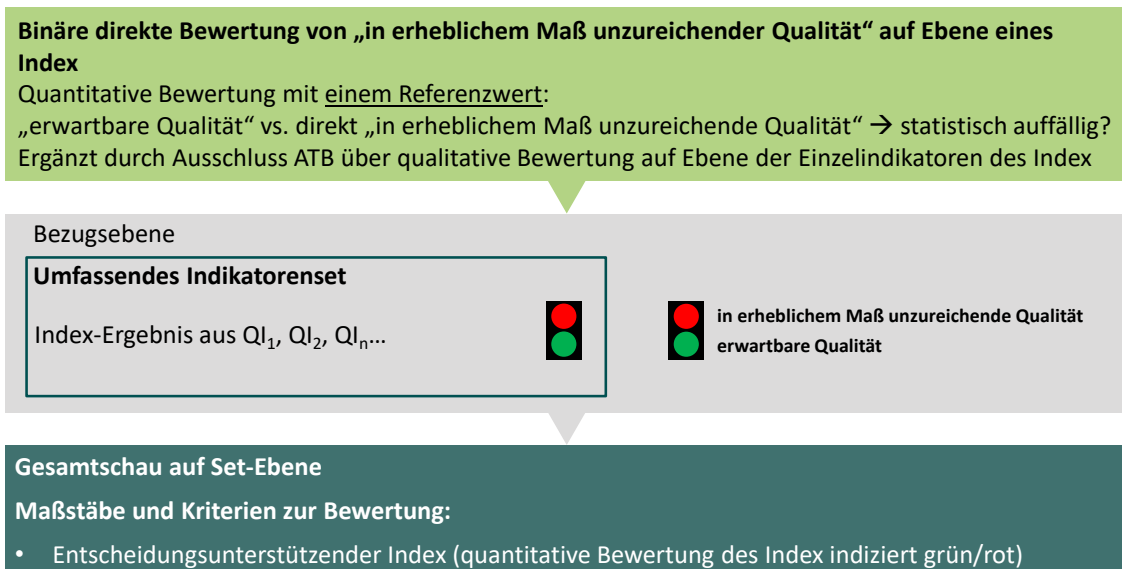 Binäre direkte Bewertung von „in erheblichem Maß unzureichender Qualität“ auf Ebene eines
Index
Quantitative Bewertung mit einem Referenzwert:
„erwartbare Qualität“ vs. direkt „in erheblichem Maß unzureichende Qualität“ → statistisch auffällig?
Ergänzt durch Ausschluss ATB über qualitative Bewertung auf Ebene der Einzelindikatoren des Index
Bezugsebene
Umfassendes Indikatorenset
Index-Ergebnis aus QI₁, QI₂, QIₙ…
in erheblichem Maß unzureichende Qualität
erwartbare Qualität
Gesamtschau auf Set-Ebene
Maßstäbe und Kriterien zur Bewertung:
• Entscheidungsunterstützender Index (quantitative Bewertung des Index indiziert grün/rot)